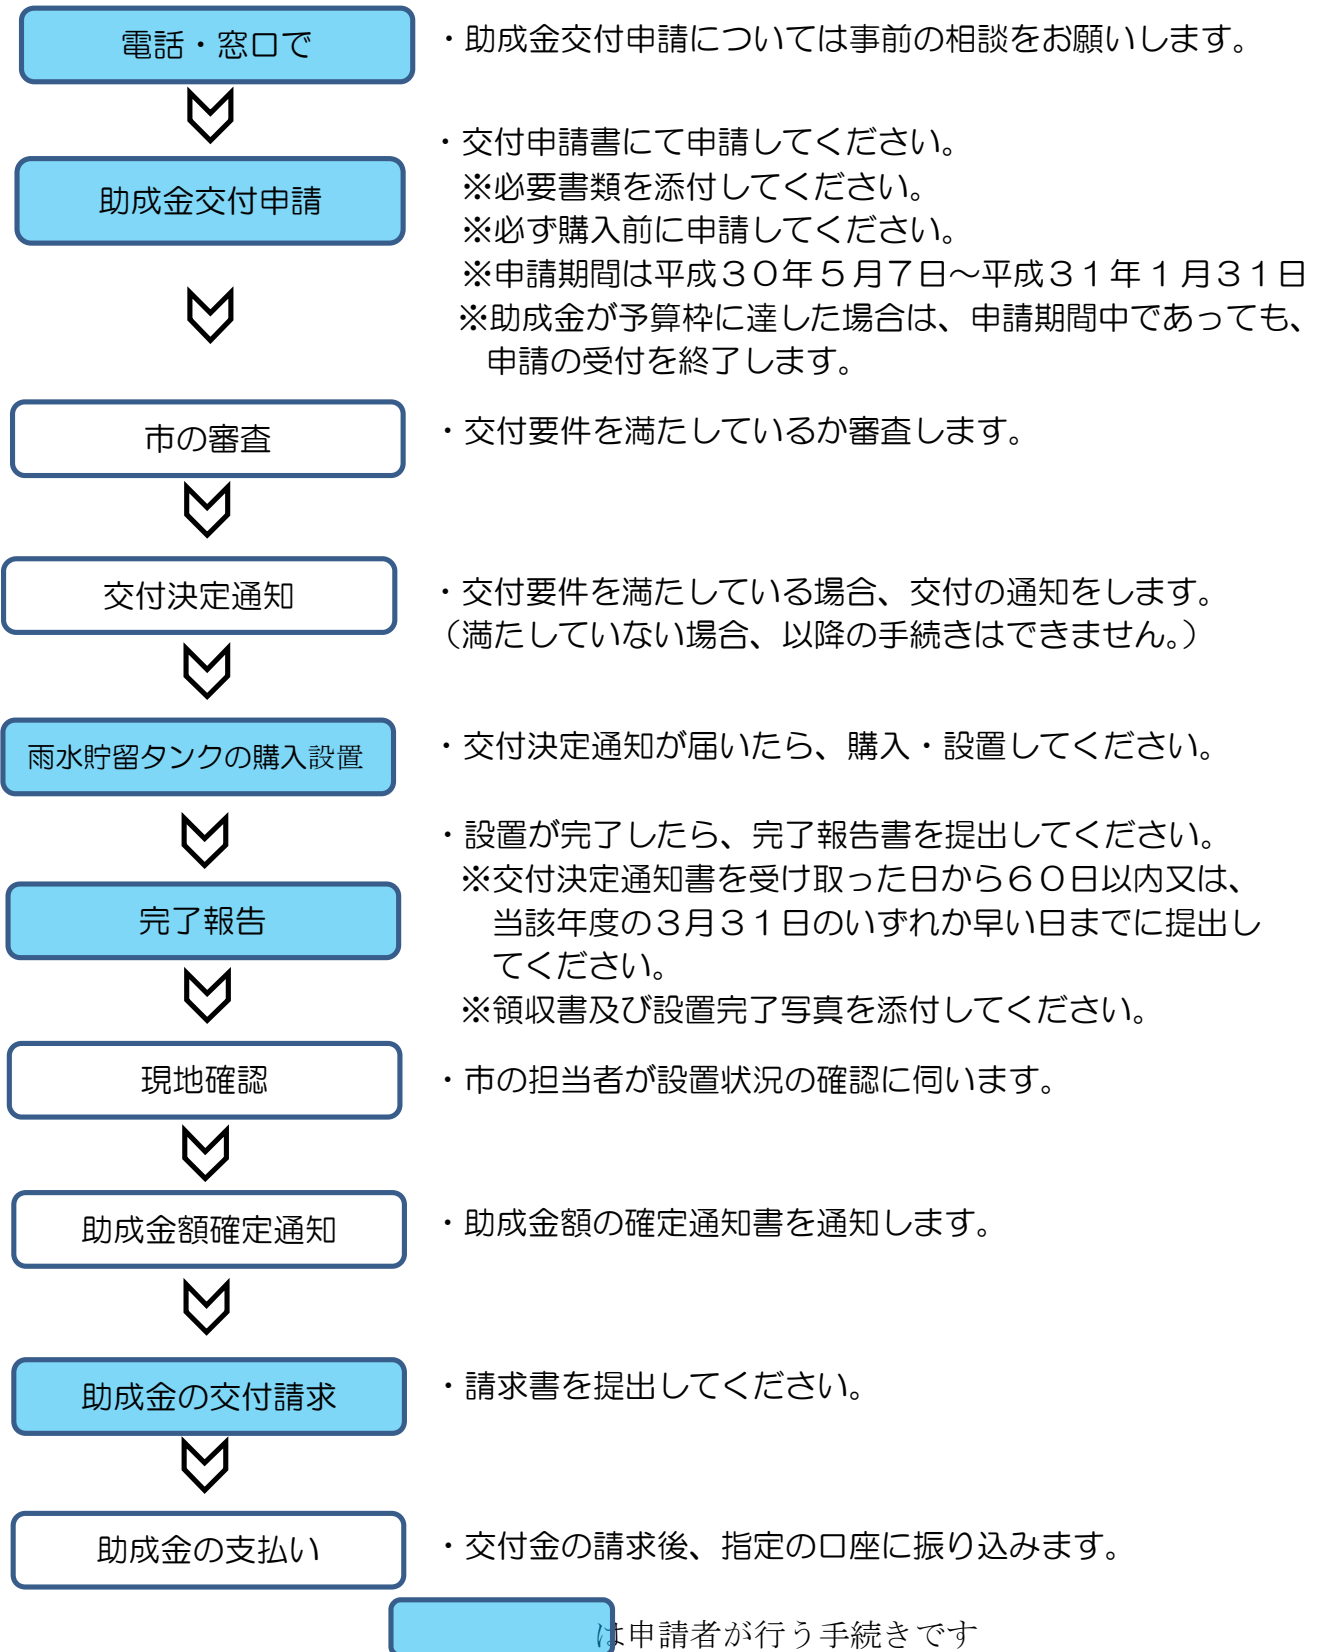 電話・窓口で
・助成金交付申請については事前の相談をお願いします。
助成金交付申請
・交付申請書にて申請してください。
※必要書類を添付してください。
※必ず購入前に申請してください。
※申請期間は平成３０年５月７日～平成３１年１月３１日
※助成金が予算枠に達した場合は、申請期間中であっても、
申請の受付を終了します。
市の審査
・交付要件を満たしているか審査します。
交付決定通知
・交付要件を満たしている場合、交付の通知をします。
（満たしていない場合、以降の手続きはできません。）
雨水貯留タンクの購入設置
・交付決定通知が届いたら、購入・設置してください。
完了報告
・設置が完了したら、完了報告書を提出してください。
※交付決定通知書を受け取った日から６０日以内又は、
当該年度の３月３１日のいずれか早い日までに提出し
てください。
※領収書及び設置完了写真を添付してください。
現地確認
・市の担当者が設置状況の確認に伺います。
助成金額確定通知
・助成金額の確定通知書を通知します。
助成金の交付請求
・請求書を提出してください。
助成金の支払い
・交付金の請求後、指定の口座に振り込みます。
は申請者が行う手続きです